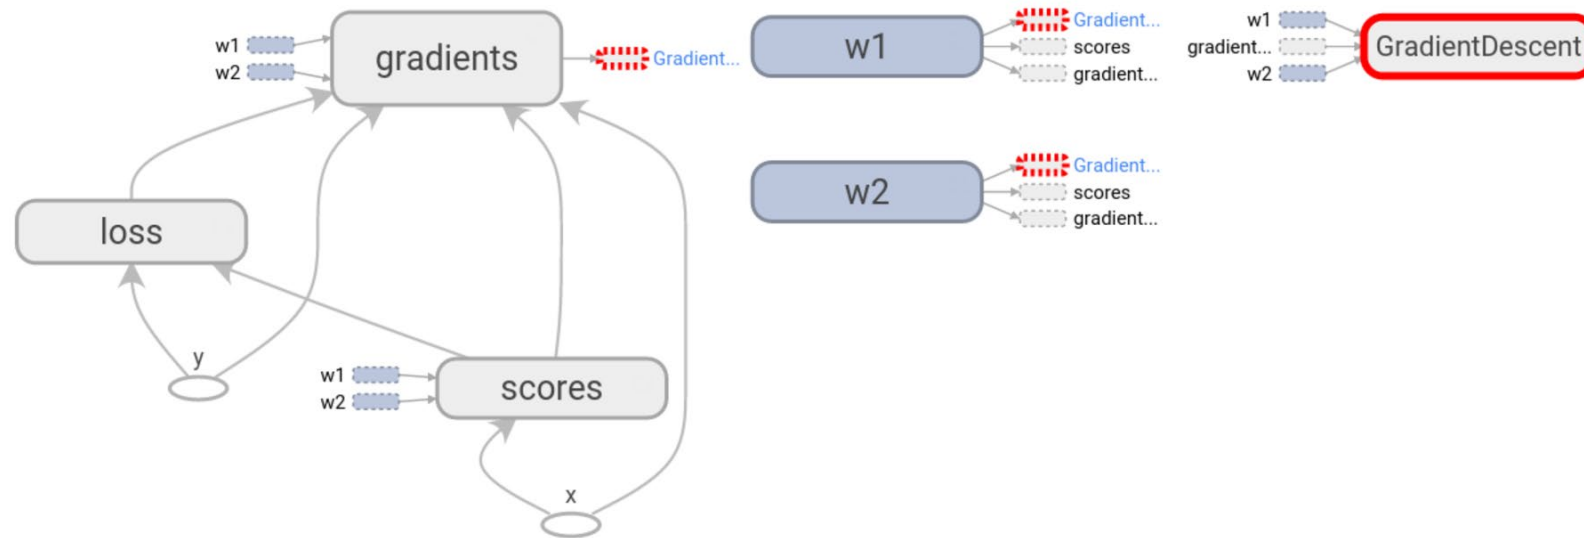 w1
w2
gradients
Gradient...
loss
y
w1
w2
scores
x
w1
Gradient...
scores
gradient...
w2
Gradient...
scores
gradient...
w1
gradient...
w2
GradientDescent